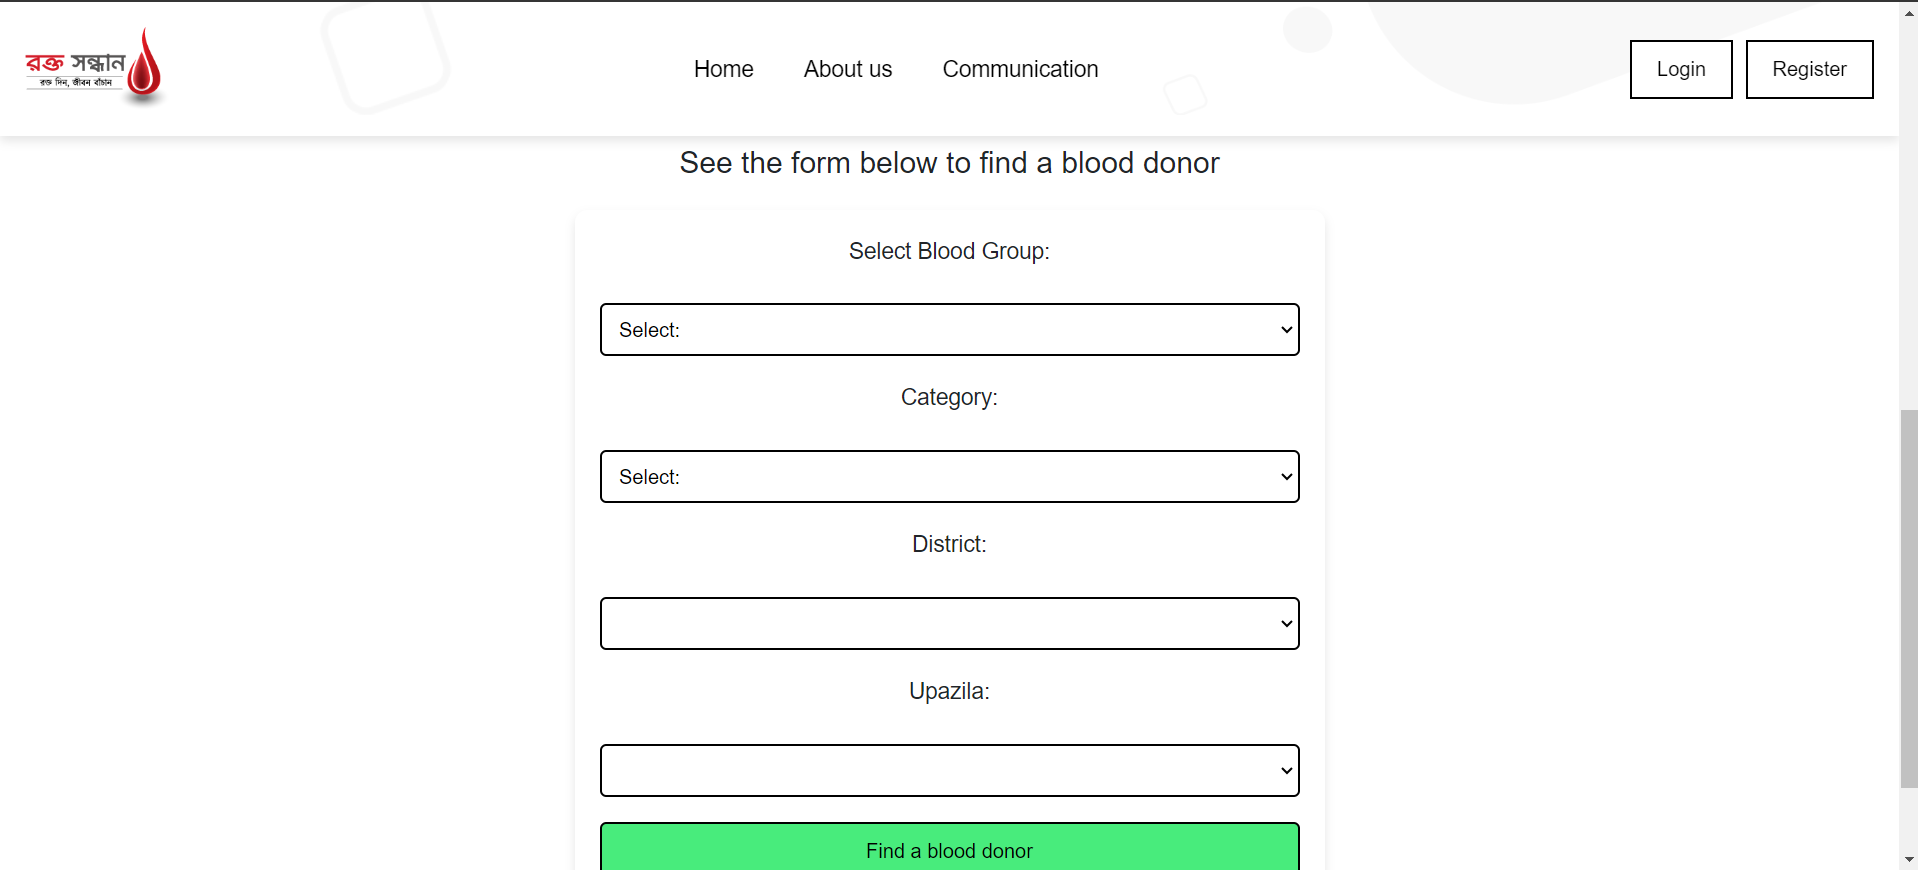 রক্ত সন্ধান
রক্ত দিন, জীবন বাঁচান
Home
About us
Communication
Login
Register
See the form below to find a blood donor
Select Blood Group:
Select:
Category:
Select:
District:
Upazila:
Find a blood donor